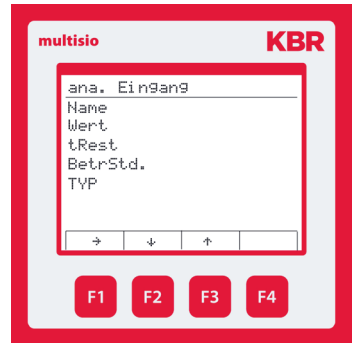 multisio KBR
ana. Eingang
Name
Wert
tRest
BetrStd.
TYP
→ ↓ ↑
F1 F2 F3 F4